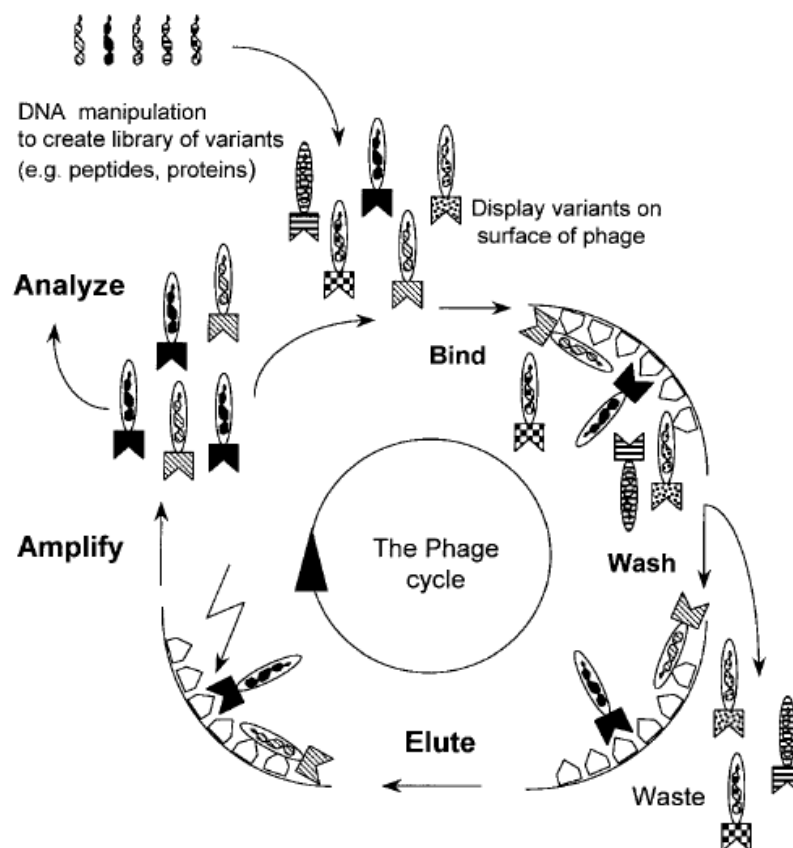 DNA manipulation
to create library of variants
(e.g. peptides, proteins)
Display variants on
surface of phage
Analyze
Bind
Amplify
The Phage
cycle
Wash
Elute
Waste